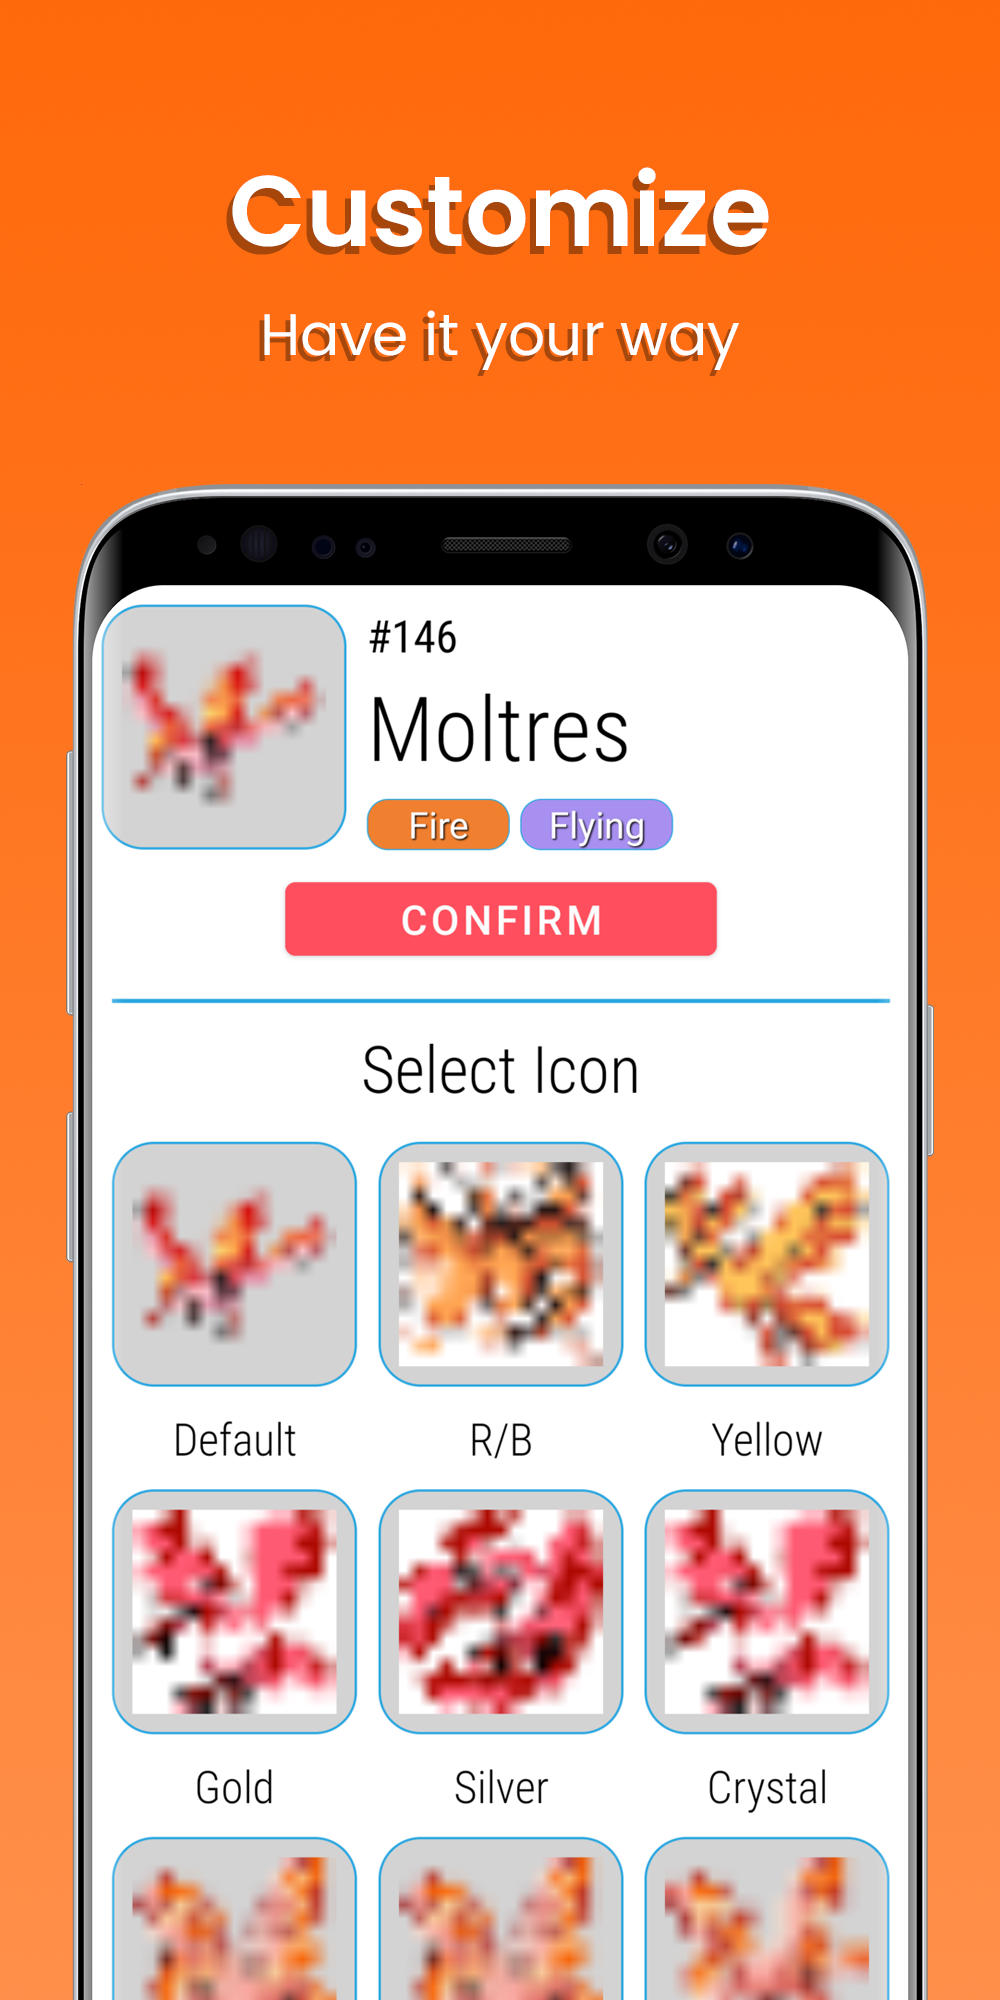 Customize
Have it your way
#146
Moltres
Fire Flying
CONFIRM
Select Icon
Default R/B Yellow
Gold Silver Crystal